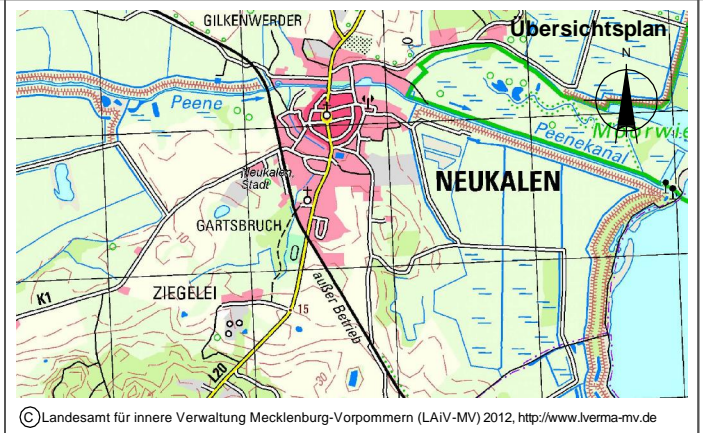 GILKENWERDER
Übersichtsplan
N
Peene
Peenekanal
Neukalen,
Stadt
NEUKALEN
GARTSBRUCH
ZIEGELEI
K1
15
außer Betrieb
L20
30
© Landesamt für innere Verwaltung Mecklenburg-Vorpommern (LAiV-MV) 2012, http://www.lverma-mv.de